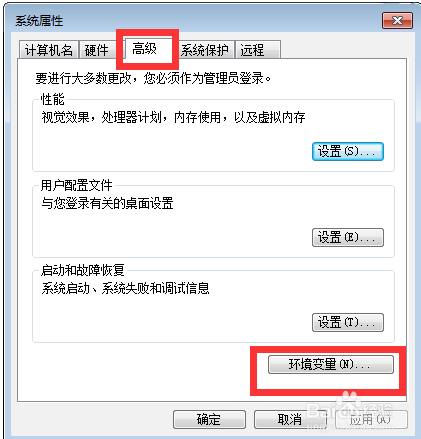 系统属性
计算机名 硬件 高级 系统保护 远程
要进行大多数更改，您必须作为管理员登录。
性能
视觉效果，处理器计划，内存使用，以及虚拟内存
设置(S)...
用户配置文件
与您登录有关的桌面设置
设置(E)...
启动和故障恢复
系统启动、系统失败和调试信息
设置(T)...
环境变量(N)...
确定 取消 应用(A)